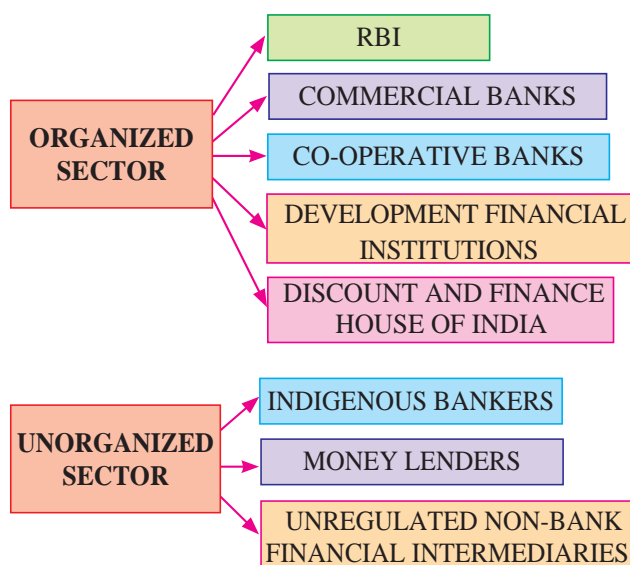 RBI
COMMERCIAL BANKS
ORGANIZED
SECTOR
CO-OPERATIVE BANKS
DEVELOPMENT FINANCIAL
INSTITUTIONS
DISCOUNT AND FINANCE
HOUSE OF INDIA
INDIGENOUS BANKERS
UNORGANIZED
SECTOR
MONEY LENDERS
UNREGULATED NON-BANK
FINANCIAL INTERMEDIARIES